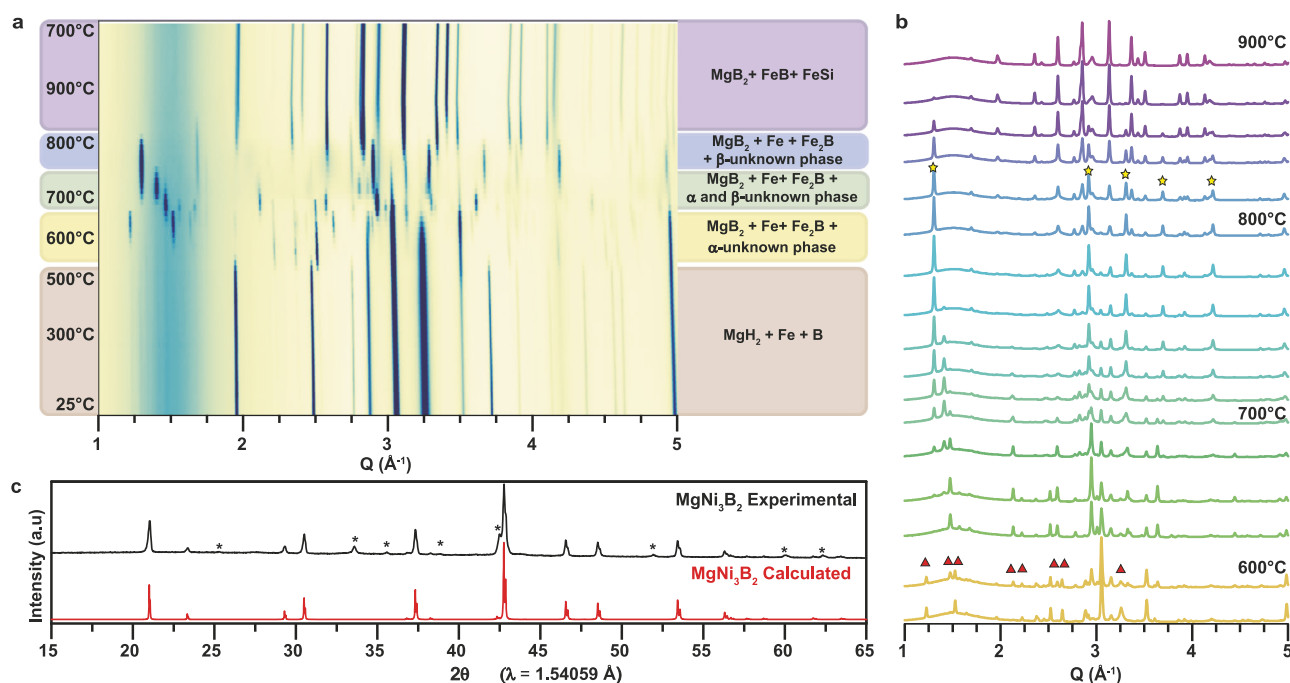 a
700°C
900°C
800°C
700°C
600°C
500°C
300°C
25°C
MgB2 + FeB+ FeSi
MgB2 + Fe + Fe2B
+ β-unknown phase
MgB2 + Fe+ Fe2B +
α and β-unknown phase
MgB2 + Fe+ Fe2B +
α-unknown phase
MgH2 + Fe + B
1 2 3 4 5
Q (Å-1)
b
900°C
800°C
700°C
600°C
1 2 3 4 5
Q (Å-1)
c
Intensity (a.u)
MgNi3B2 Experimental
* * * * * * * *
MgNi3B2 Calculated
15 20 25 30 35 40 45 50 55 60 65
2θ (λ = 1.54059 Å)